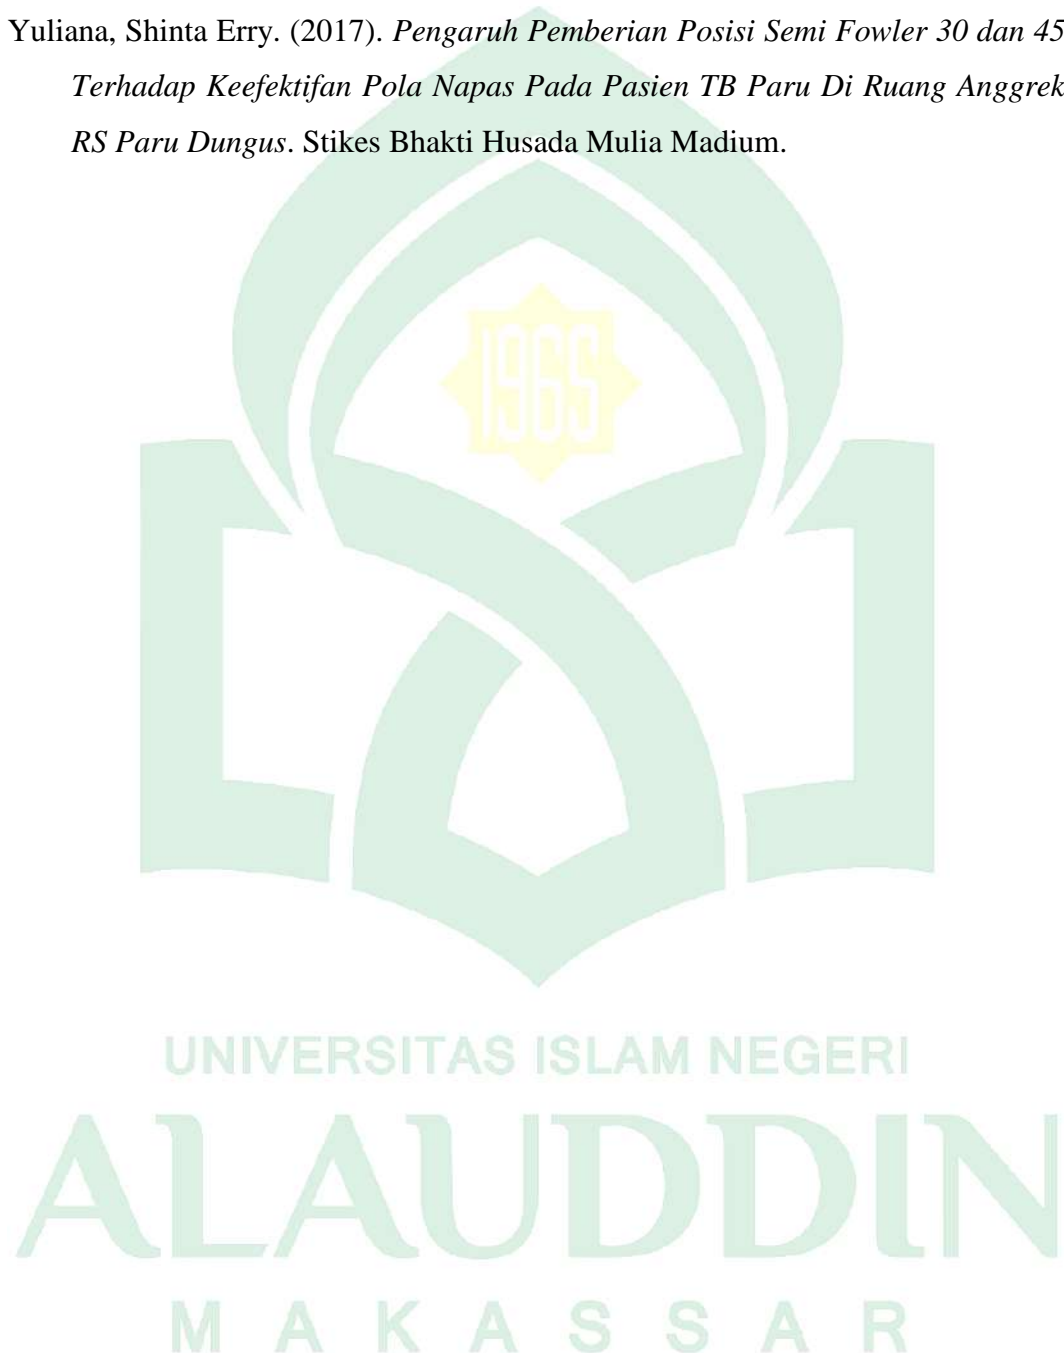 Yuliana, Shinta Erry. (2017). Pengaruh Pemberian Posisi Semi Fowler 30 dan 45
Terhadap Keefektifan Pola Napas Pada Pasien TB Paru Di Ruang Anggrek
RS Paru Dungus. Stikes Bhakti Husada Mulia Madium.
1965
UNIVERSITAS ISLAM NEGERI
ALAUDDIN
MAKASSAR